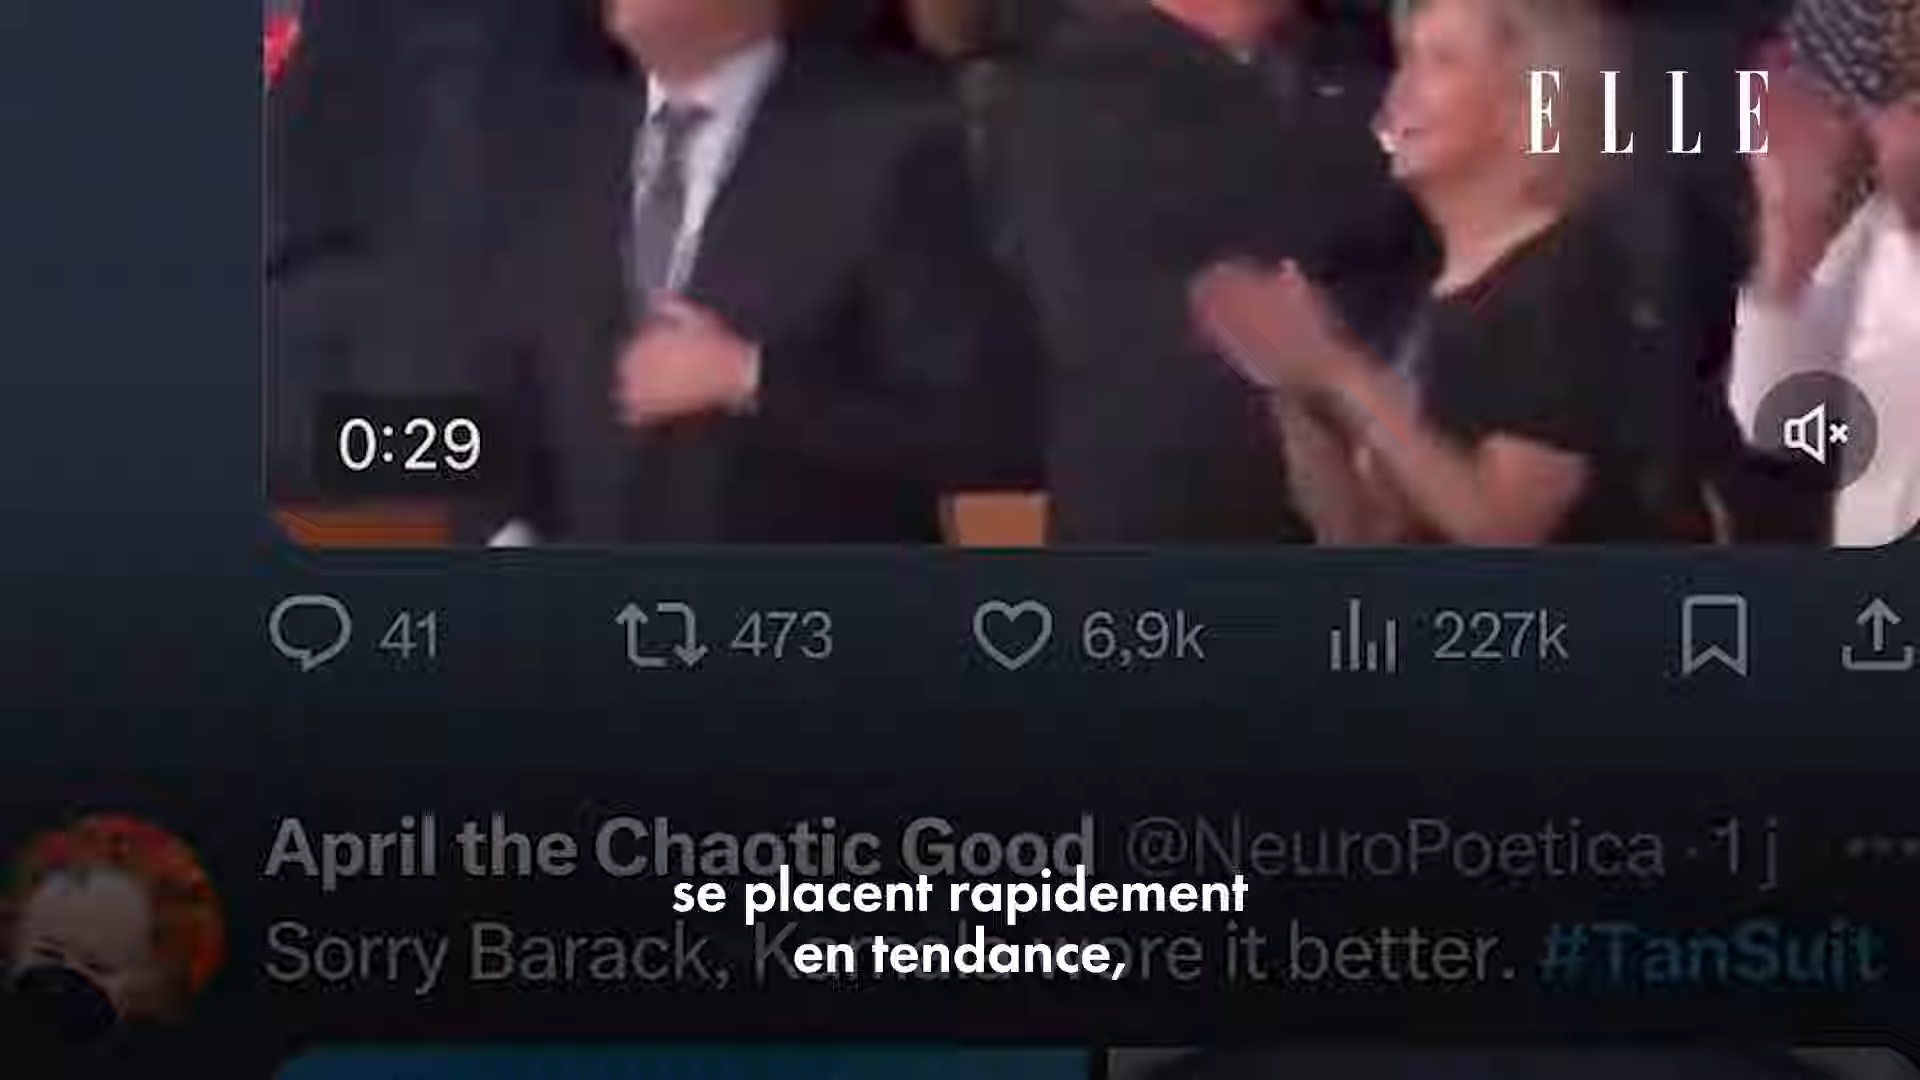 ELLE
0:29
41 473 6,9k 227k
April the Chaotic Good @NeuroPoetica · 1 j
se placent rapidement
Sorry Barack, it better. #TanSuit
en tendance,